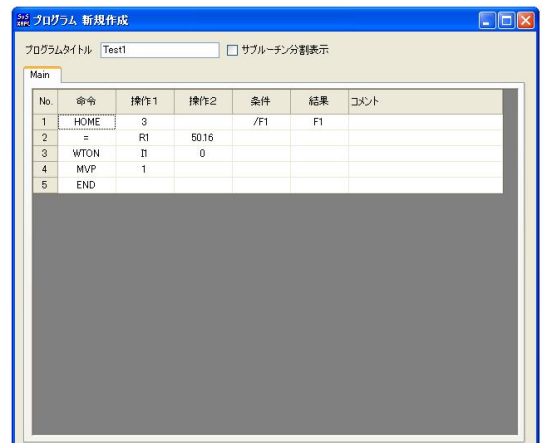 プログラム 新規作成
プログラムタイトル Test1 サブルーチン分割表示
Main
No. 命令 操作1 操作2 条件 結果 コメント
1 HOME 3 /F1 F1
2 = R1 50.16
3 WTON I1 0
4 MVP 1
5 END